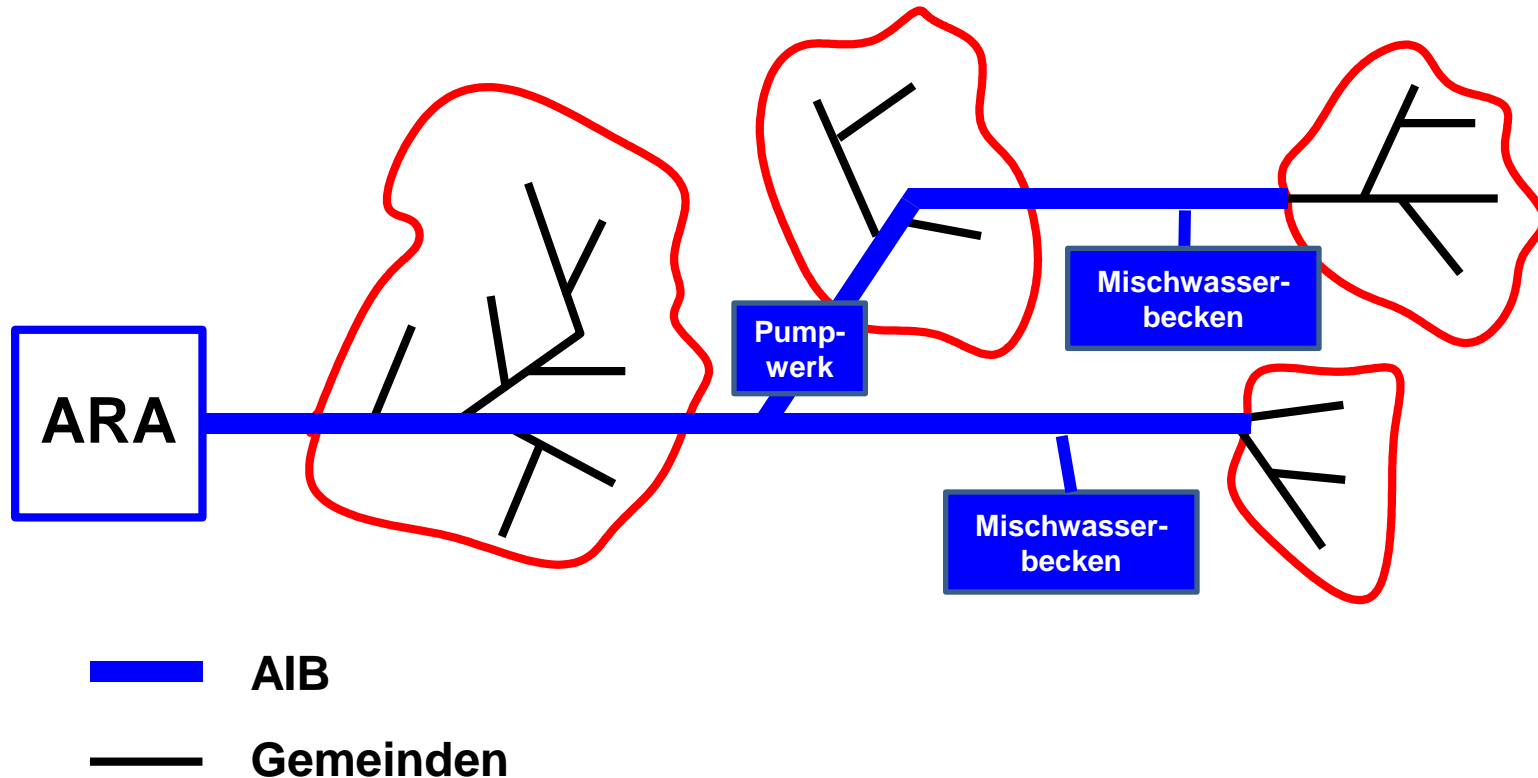 Mischwasser-
becken
Pump-
werk
ARA
Mischwasser-
becken
AIB
Gemeinden